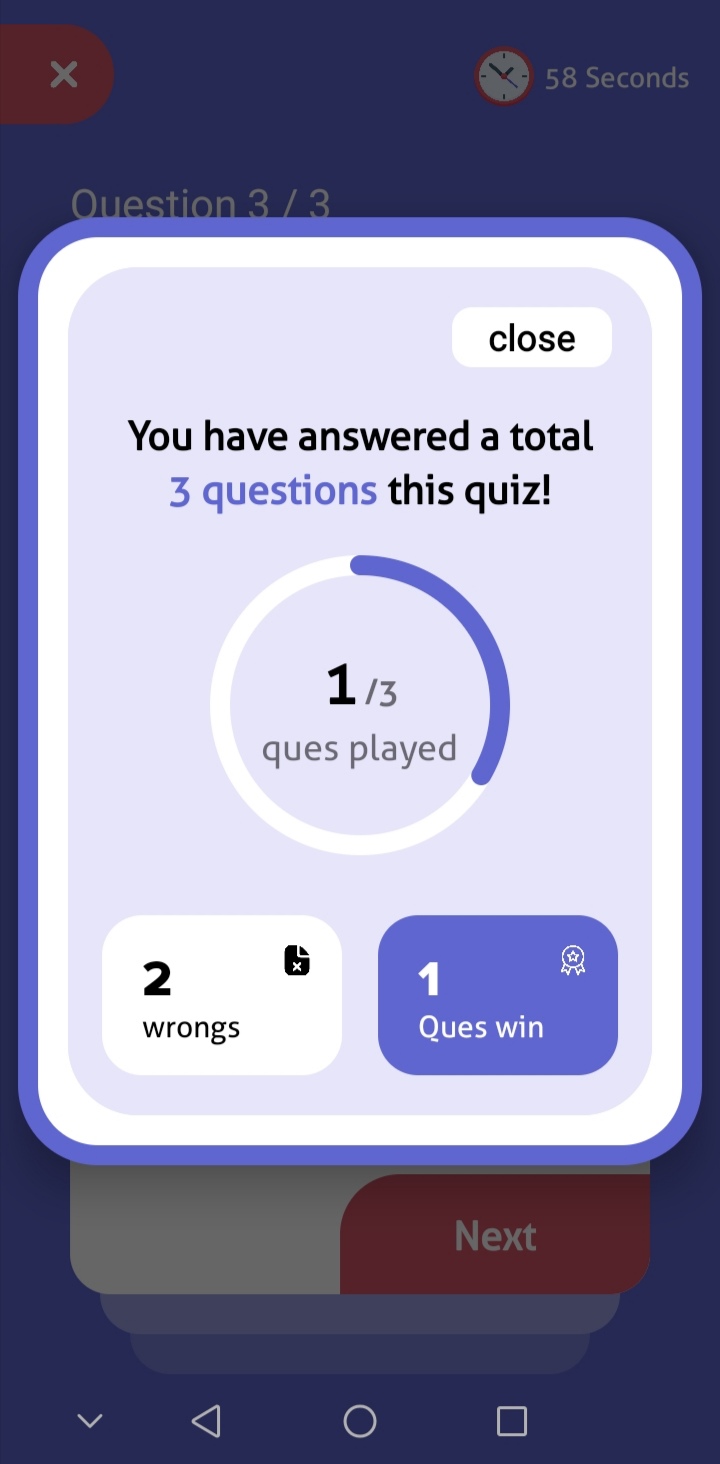 58 Seconds
Question 3 / 3
close
You have answered a total
3 questions this quiz!
1 /3
ques played
2
wrongs
1
Ques win
Next